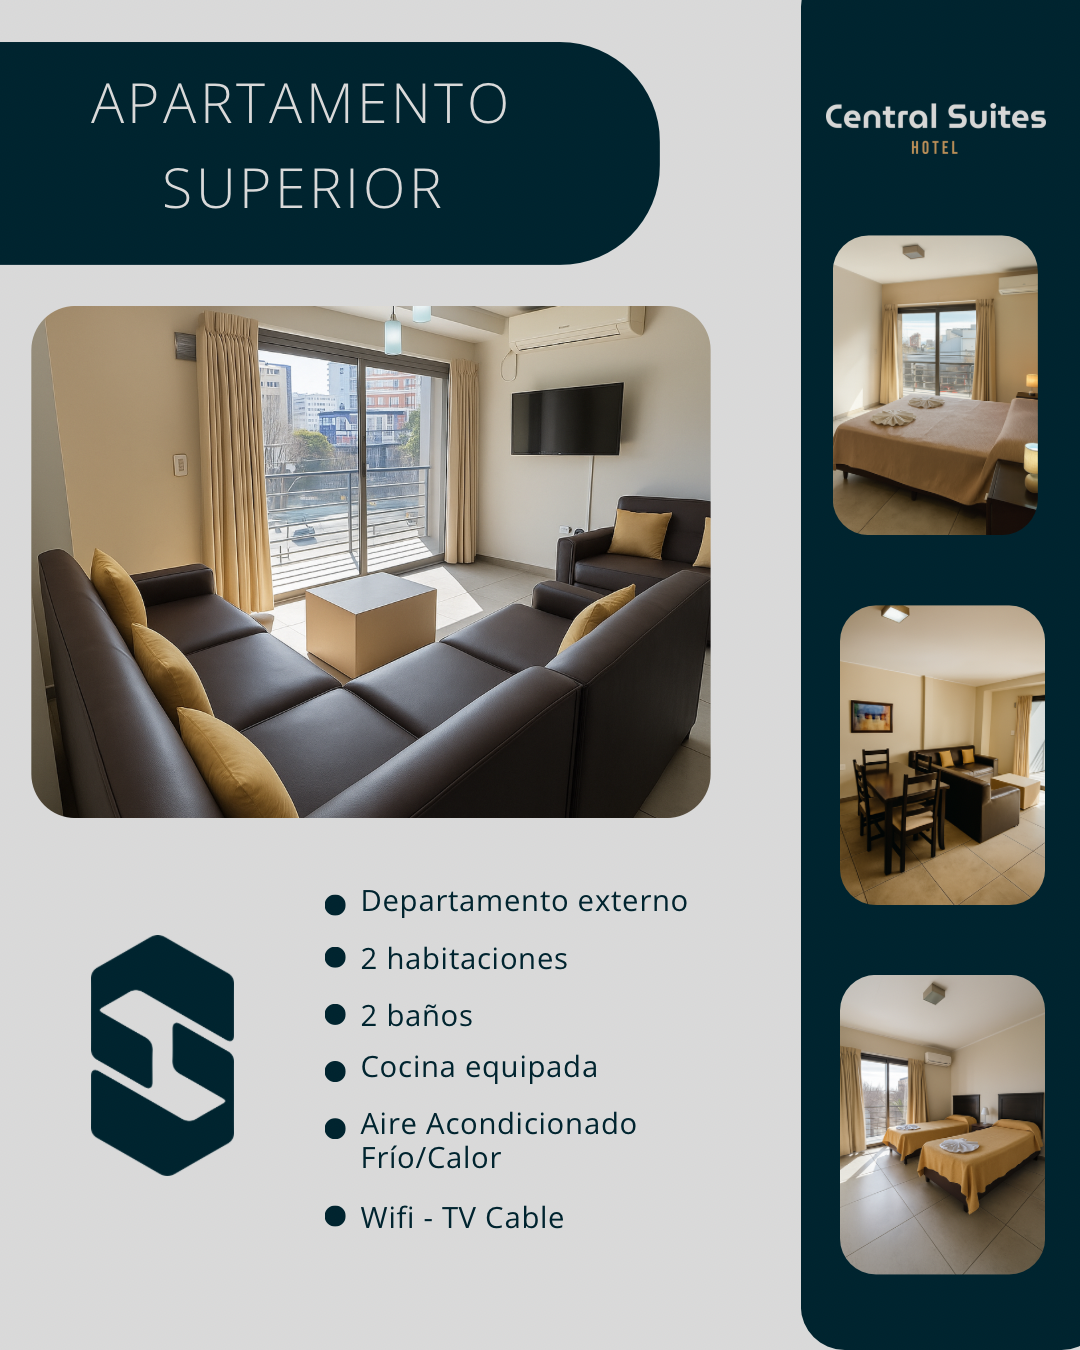 APARTAMENTO
SUPERIOR
Central Suites
HOTEL
Departamento externo
2 habitaciones
2 baños
Cocina equipada
Aire Acondicionado
Frío/Calor
Wifi - TV Cable